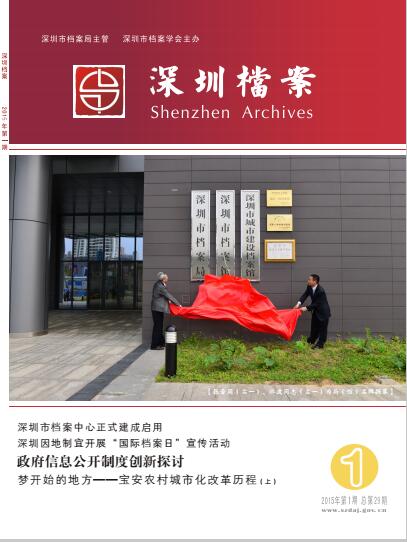 深圳市档案局主管 深圳市档案学会主办
深圳檔案
Shenzhen Archives
深圳档案
2015年第一期
深圳市档案局
深圳市档案馆
深圳市城市建设档案馆
深圳市档案中心正式建成启用
深圳因地制宜开展“国际档案日”宣传活动
政府信息公开制度创新探讨
梦开始的地方——宝安农村城市化改革历程(上)
1
2015年第1期 总第29期
www.szdaj.gov.cn